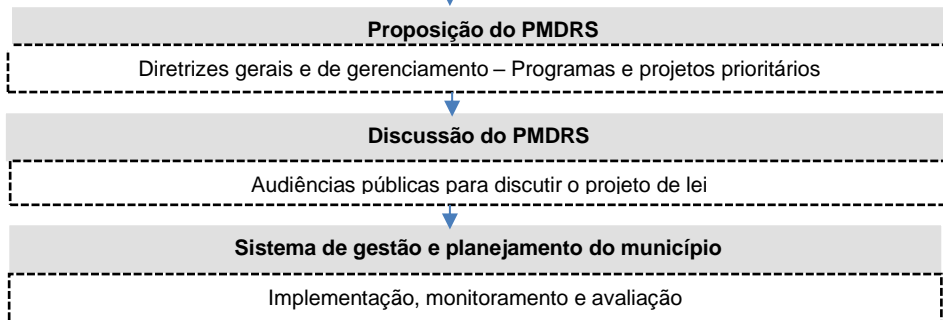 Proposição do PMDRS
Diretrizes gerais e de gerenciamento – Programas e projetos prioritários
Discussão do PMDRS
Audiências públicas para discutir o projeto de lei
Sistema de gestão e planejamento do município
Implementação, monitoramento e avaliação